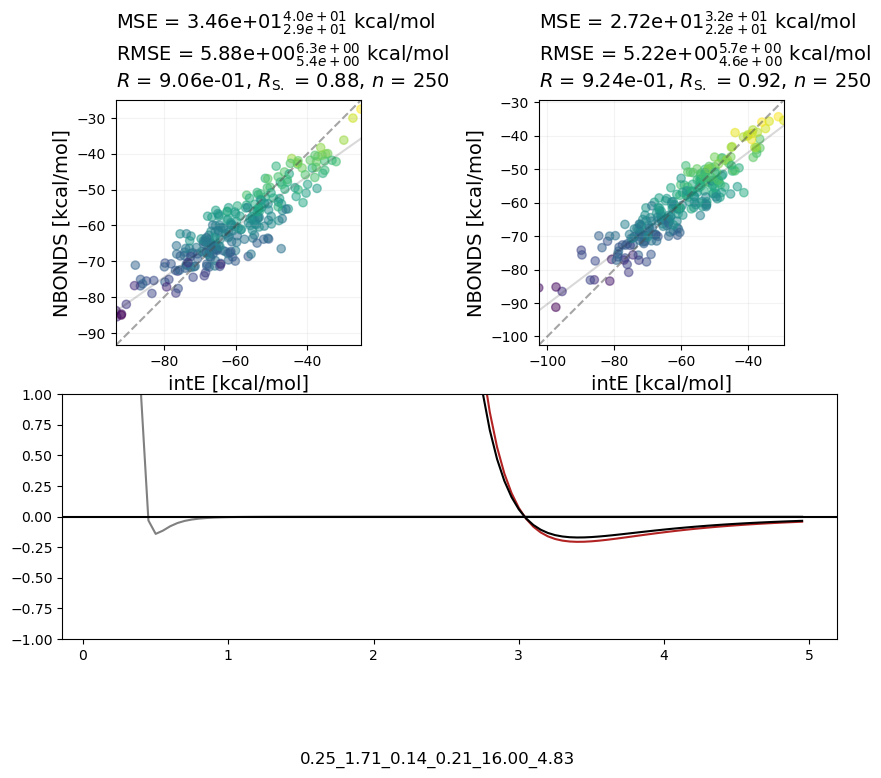 MSE = 3.46e+01 4.0e+01 2.9e+01 kcal/mol
RMSE = 5.88e+00 6.3e+00 5.4e+00 kcal/mol
R = 9.06e-01, R S. = 0.88, n = 250
MSE = 2.72e+01 3.2e+01 2.2e+01 kcal/mol
RMSE = 5.22e+00 5.7e+00 4.6e+00 kcal/mol
R = 9.24e-01, R S. = 0.92, n = 250
NBONDS [kcal/mol]
−30
−40
−50
−60
−70
−80
−90
−80 −60 −40
intE [kcal/mol]
NBONDS [kcal/mol]
−30
−40
−50
−60
−70
−80
−90
−100
−100 −80 −60 −40
intE [kcal/mol]
1.00
0.75
0.50
0.25
0.00
−0.25
−0.50
−0.75
−1.00
0 1 2 3 4 5
0.25_1.71_0.14_0.21_16.00_4.83